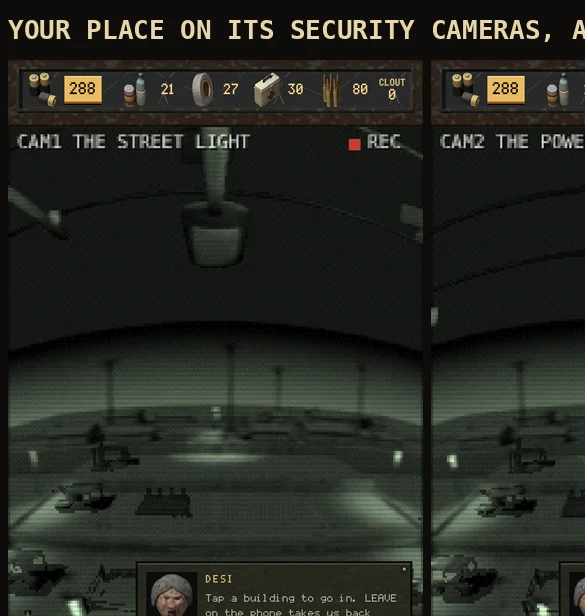 YOUR PLACE ON ITS SECURITY CAMERAS, A
288 21 27 30 80 CLOUT 0
288
CAM1 THE STREET LIGHT REC
CAM2 THE POWE
DESI
Tap a building to go in. LEAVE
on the phone takes us back